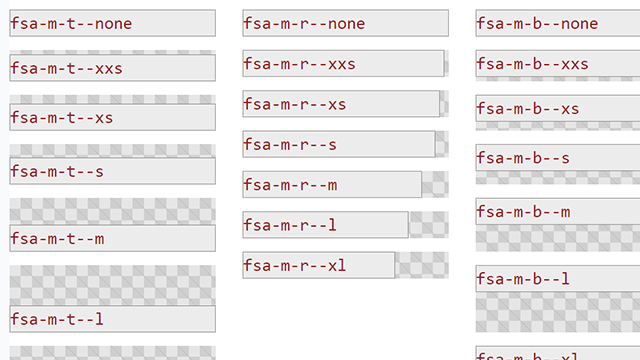 fsa-m-t--none
fsa-m-t--xxs
fsa-m-t--xs
fsa-m-t--s
fsa-m-t--m
fsa-m-t--l
fsa-m-r--none
fsa-m-r--xxs
fsa-m-r--xs
fsa-m-r--s
fsa-m-r--m
fsa-m-r--l
fsa-m-r--xl
fsa-m-b--none
fsa-m-b--xxs
fsa-m-b--xs
fsa-m-b--s
fsa-m-b--m
fsa-m-b--l
fsa-m-b--xl